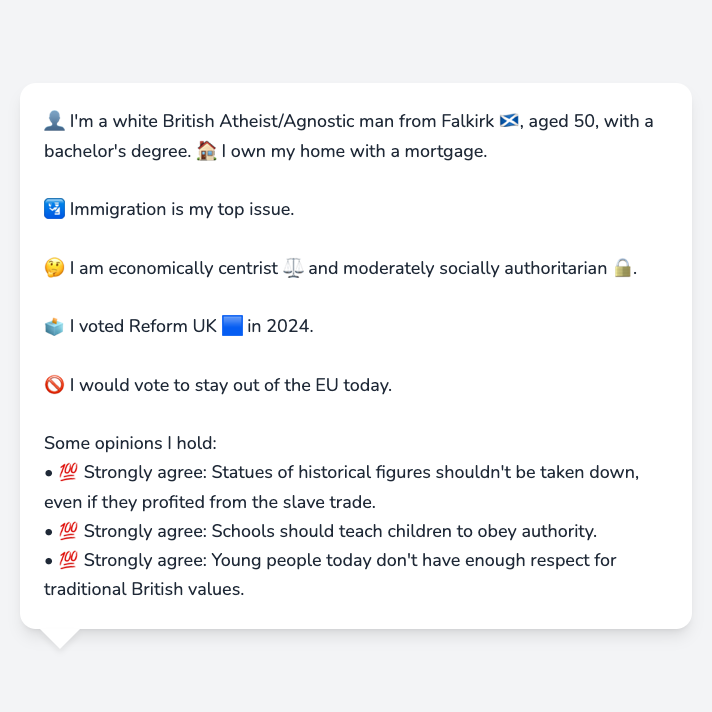 👤 I'm a white British Atheist/Agnostic man from Falkirk 🏴󠁧󠁢󠁳󠁣󠁴󠁿, aged 50, with a
bachelor's degree. 🏠 I own my home with a mortgage.
🛂 Immigration is my top issue.
🤔 I am economically centrist ⚖️ and moderately socially authoritarian 🔒.
🗳️ I voted Reform UK 🟦 in 2024.
🚫 I would vote to stay out of the EU today.
Some opinions I hold:
• 💯 Strongly agree: Statues of historical figures shouldn't be taken down,
even if they profited from the slave trade.
• 💯 Strongly agree: Schools should teach children to obey authority.
• 💯 Strongly agree: Young people today don't have enough respect for
traditional British values.